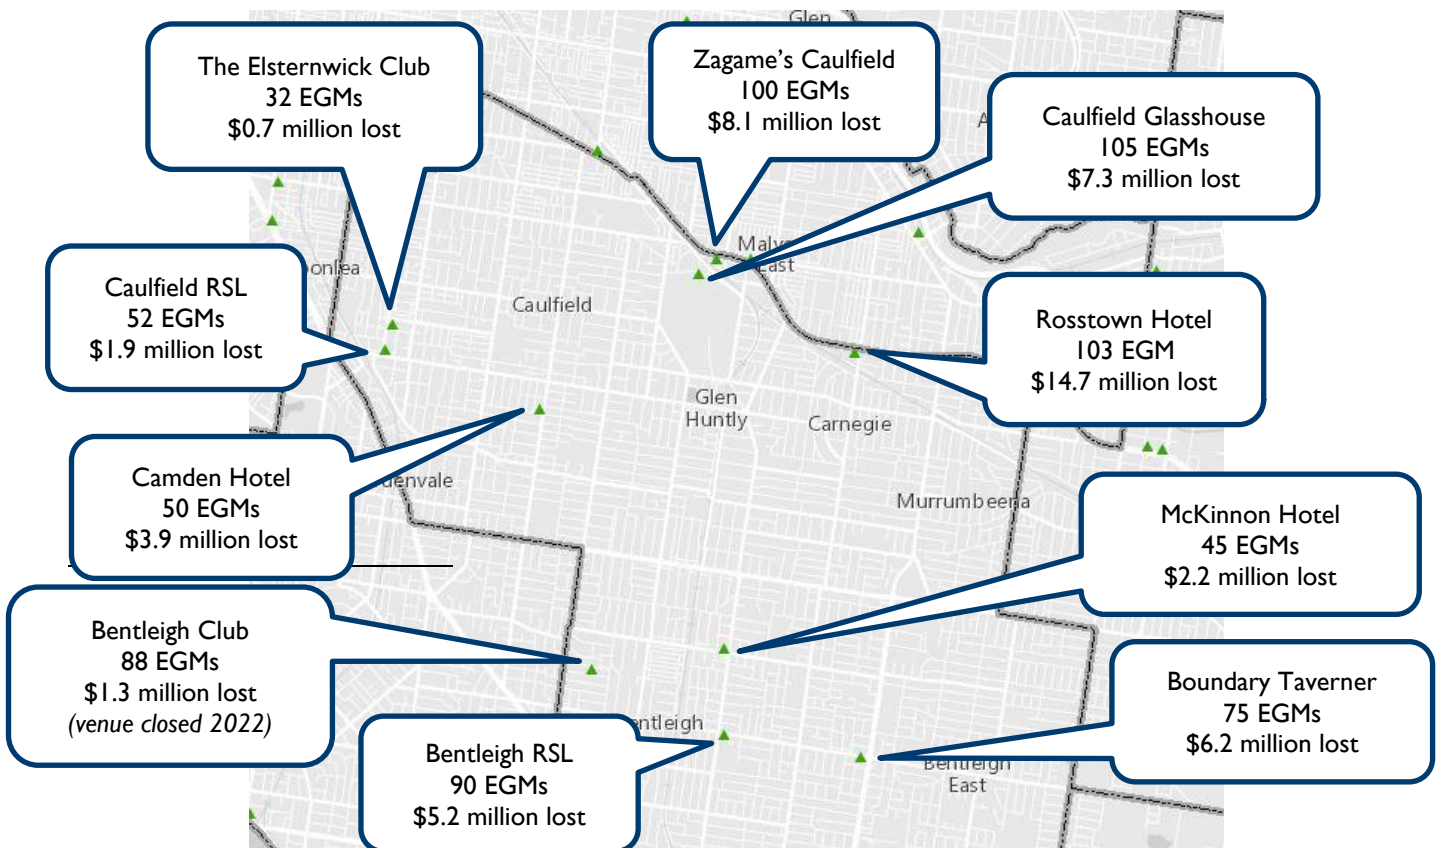 Glen
The Elsternwick Club
32 EGMs
$0.7 million lost
Zagame's Caulfield
100 EGMs
$8.1 million lost
Caulfield Glasshouse
105 EGMs
$7.3 million lost
Caulfield RSL
52 EGMs
$1.9 million lost
Caulfield
East
Rosstown Hotel
103 EGM
$14.7 million lost
Glen
Huntly
Carnegie
Camden Hotel
50 EGMs
$3.9 million lost
Murrumbeena
McKinnon Hotel
45 EGMs
$2.2 million lost
Bentleigh Club
88 EGMs
$1.3 million lost
(venue closed 2022)
Bentleigh RSL
90 EGMs
$5.2 million lost
Boundary Taverner
75 EGMs
$6.2 million lost
Bentleigh
East